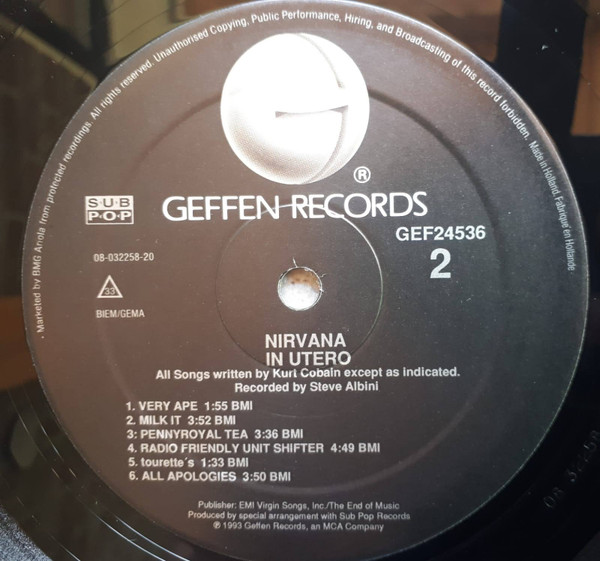 Marketed by BMG Ariola from protected recordings. All rights reserved. Unauthorised Copying, Public Performance, Hiring, and Broadcasting of this record forbidden. Made in Holland. Fabriqué en Hollande
®
SUB
POP
GEFFEN RECORDS
GEF24536
2
08-032258-20
33
BIEM/GEMA
NIRVANA
IN UTERO
All Songs written by Kurt Cobain except as indicated.
Recorded by Steve Albini
1. VERY APE 1:55 BMI
2. MILK IT 3:52 BMI
3: PENNYROYAL TEA 3:36 BMI
4. RADIO FRIENDLY UNIT SHIFTER 4:49 BMI
5. tourette´s 1:33 BMI
6. ALL APOLOGIES 3:50 BMI
Publisher: EMI Virgin Songs, Inc./The End of Music
Produced by special arrangement with Sub Pop Records
℗ 1993 Geffen Records, an MCA Company